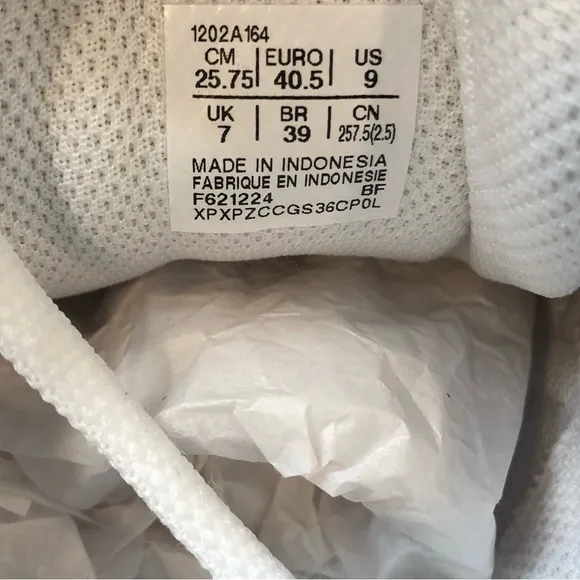 1202A164
CM | EURO | US
25.75 | 40.5 | 9
UK | BR | CN
7 | 39 | 257.5(2.5)
MADE IN INDONESIA
FABRIQUE EN INDONESIE
F621224 BF
XPXPZCCGS36CP0L